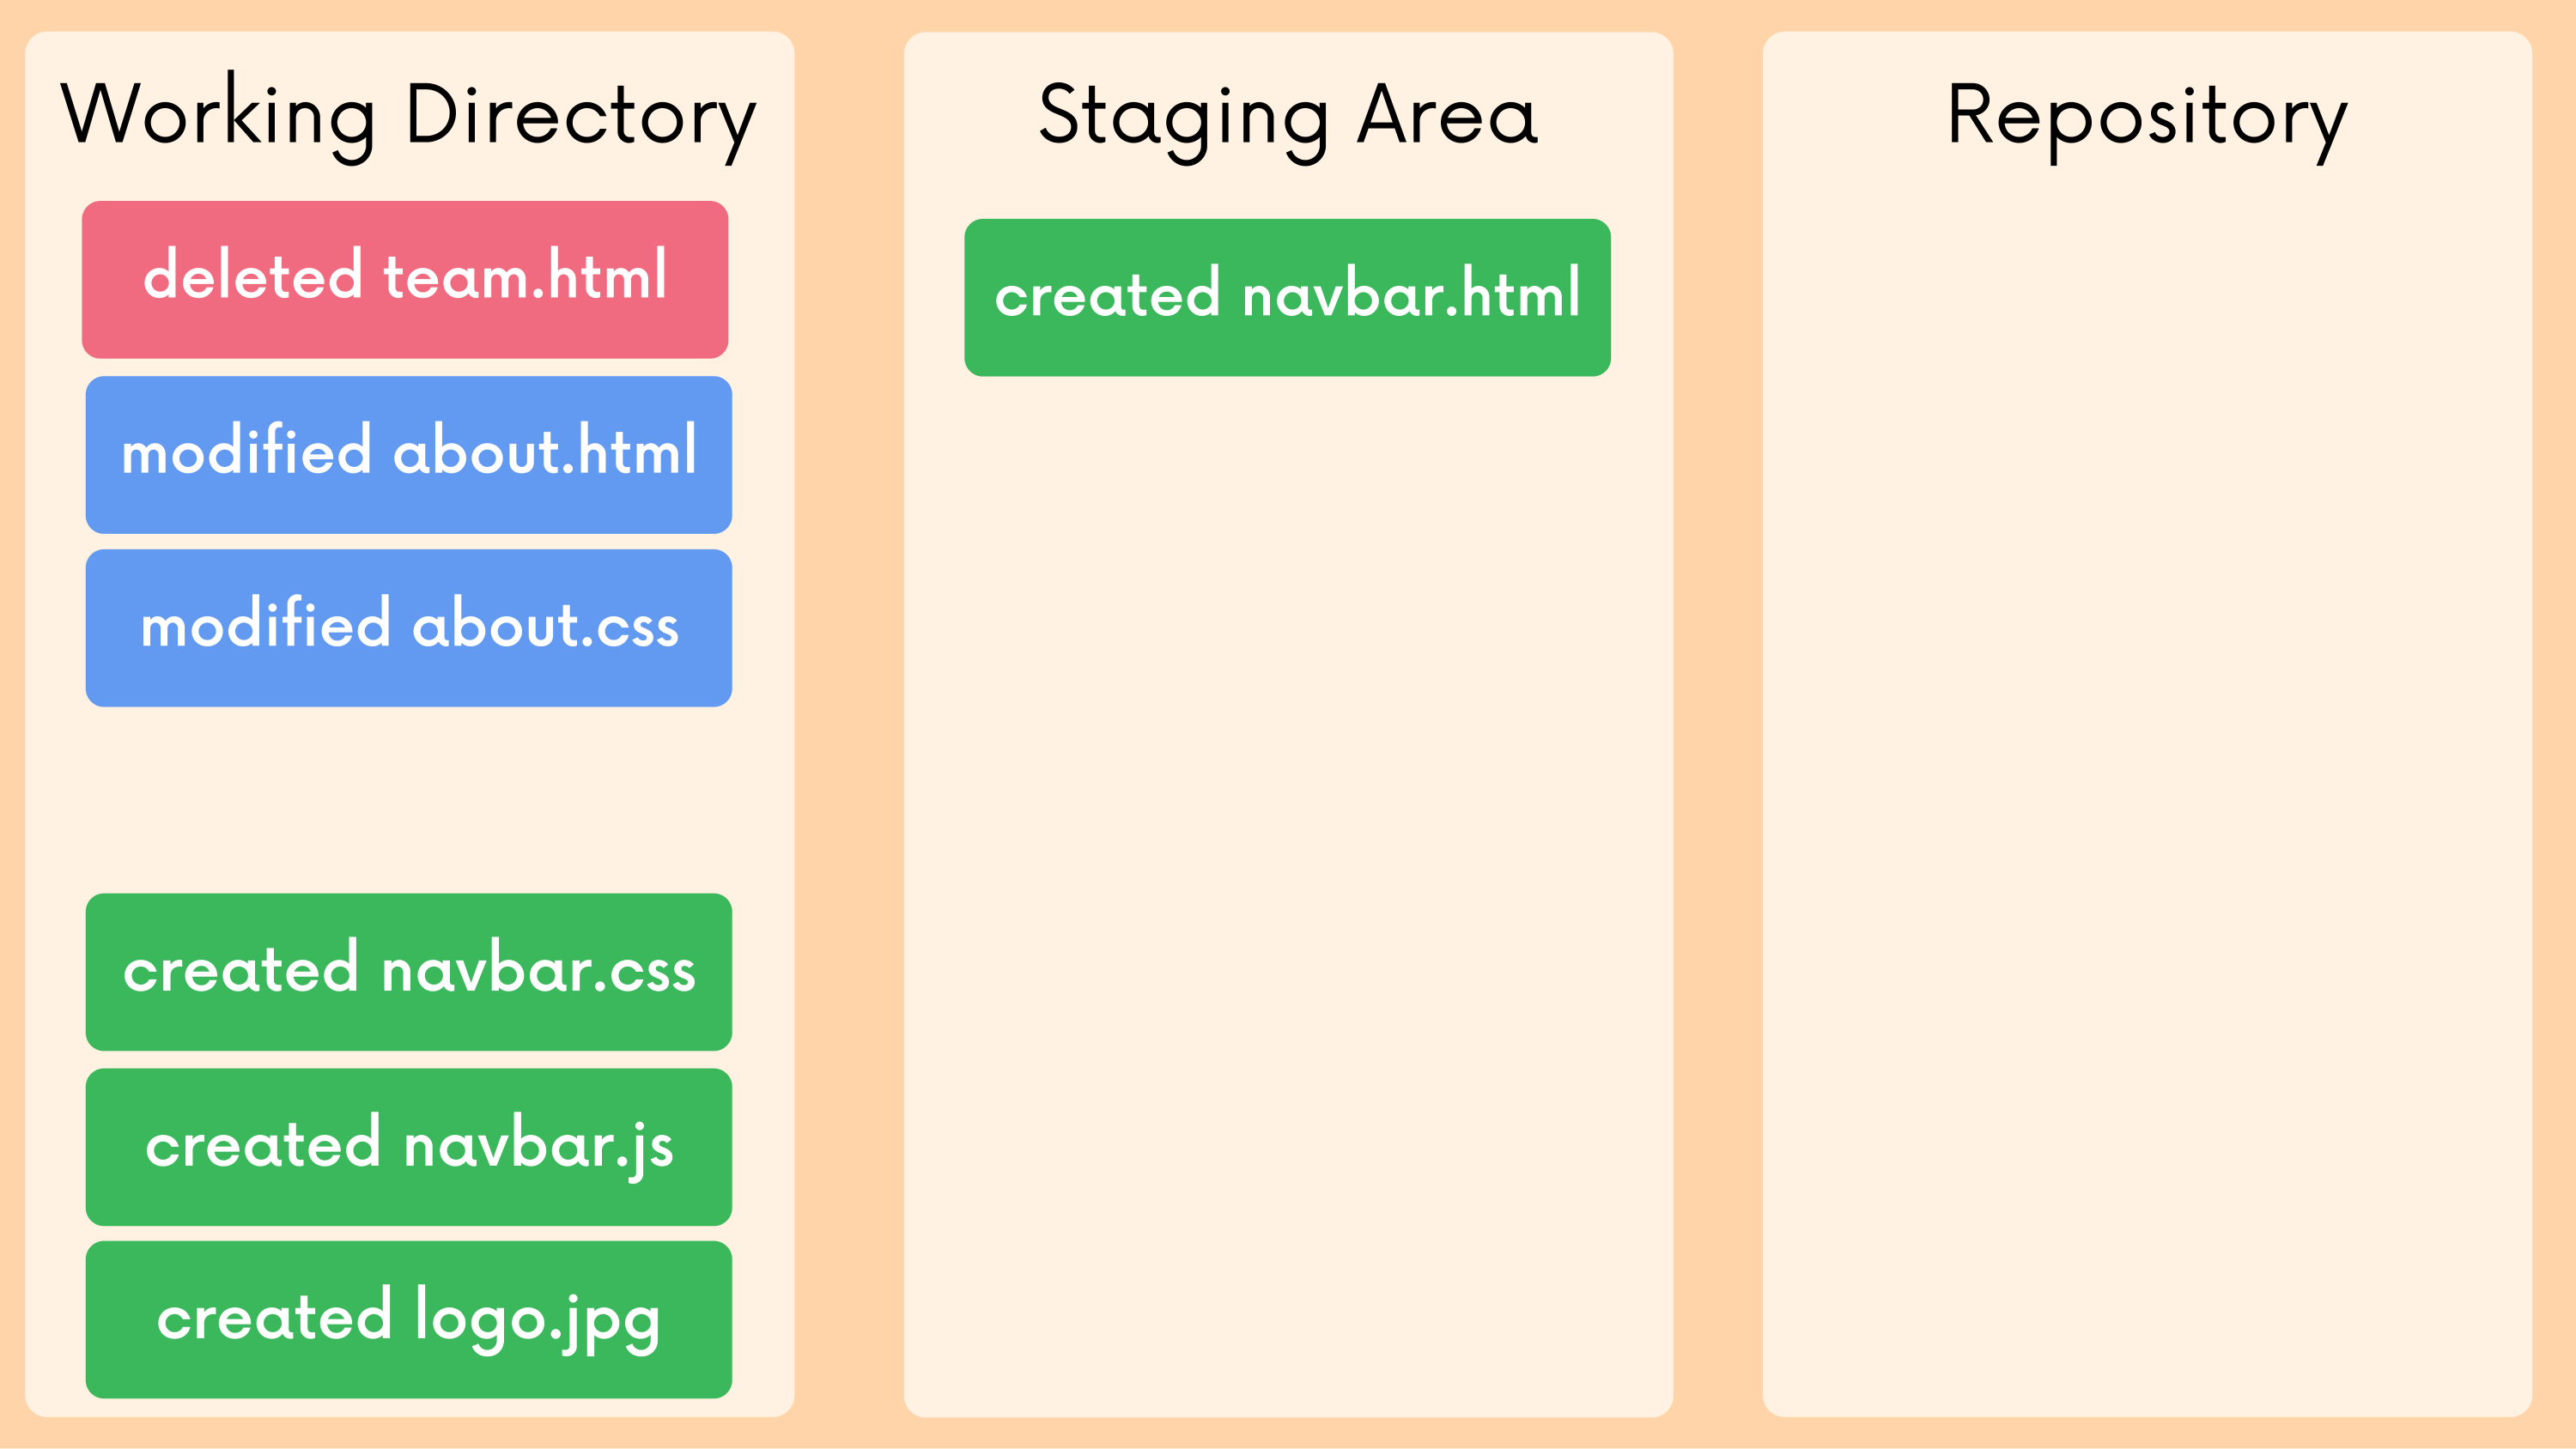 Working Directory
deleted team.html
modified about.html
modified about.css
created navbar.css
created navbar.js
created logo.jpg
Staging Area
created navbar.html
Repository